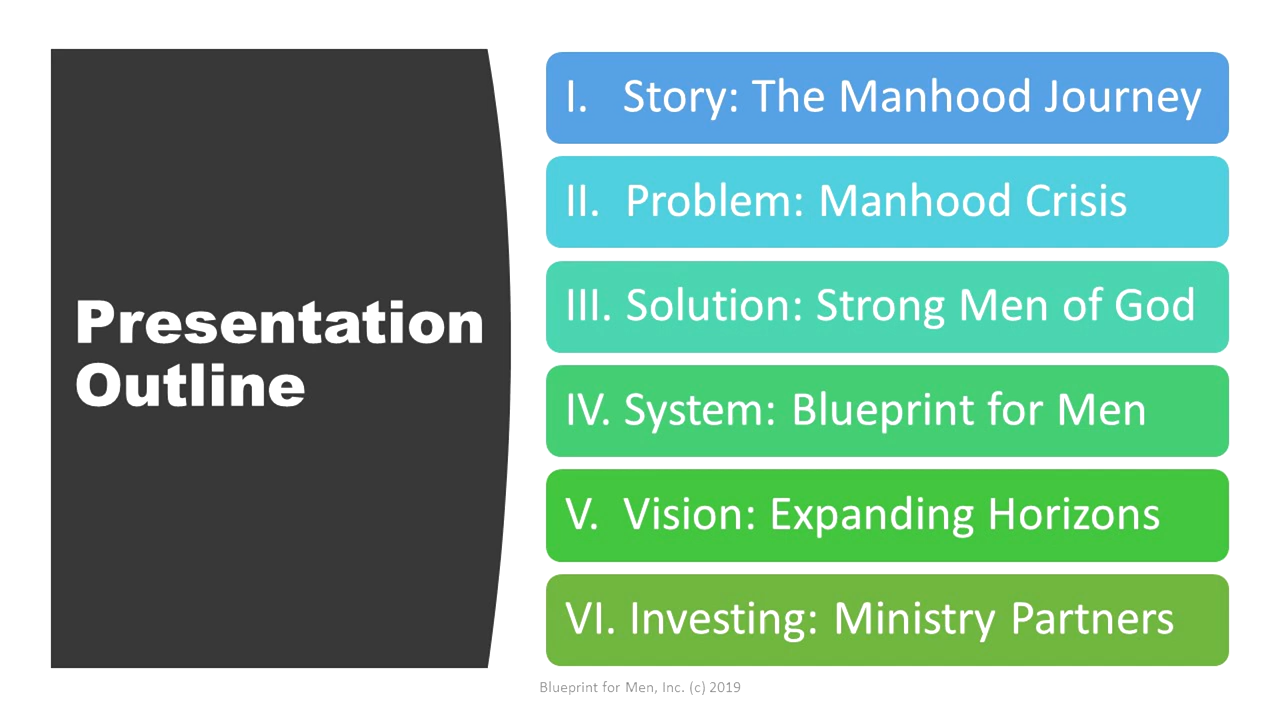 Presentation
Outline
I. Story: The Manhood Journey
II. Problem: Manhood Crisis
III. Solution: Strong Men of God
IV. System: Blueprint for Men
V. Vision: Expanding Horizons
VI. Investing: Ministry Partners
Blueprint for Men, Inc. (c) 2019